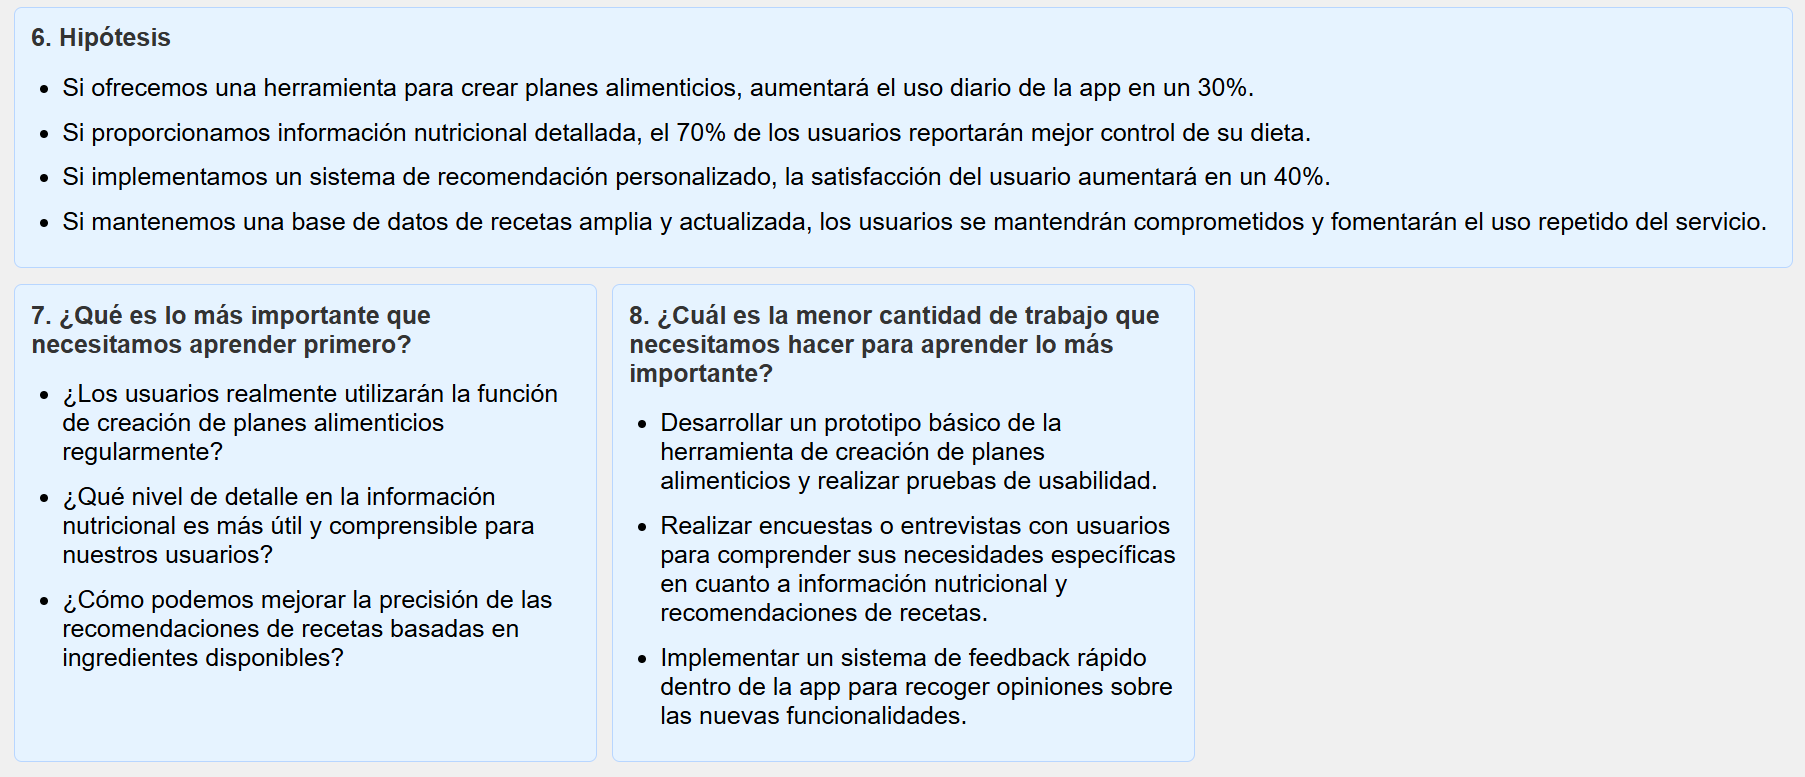 6. Hipótesis
Si ofrecemos una herramienta para crear planes alimenticios, aumentará el uso diario de la app en un 30%.
Si proporcionamos información nutricional detallada, el 70% de los usuarios reportarán mejor control de su dieta.
Si implementamos un sistema de recomendación personalizado, la satisfacción del usuario aumentará en un 40%.
Si mantenemos una base de datos de recetas amplia y actualizada, los usuarios se mantendrán comprometidos y fomentarán el uso repetido del servicio.
7. ¿Qué es lo más importante que
necesitamos aprender primero?
¿Los usuarios realmente utilizarán la función
de creación de planes alimenticios
regularmente?
¿Qué nivel de detalle en la información
nutricional es más útil y comprensible para
nuestros usuarios?
¿Cómo podemos mejorar la precisión de las
recomendaciones de recetas basadas en
ingredientes disponibles?
8. ¿Cuál es la menor cantidad de trabajo que
necesitamos hacer para aprender lo más
importante?
Desarrollar un prototipo básico de la
herramienta de creación de planes
alimenticios y realizar pruebas de usabilidad.
Realizar encuestas o entrevistas con usuarios
para comprender sus necesidades específicas
en cuanto a información nutricional y
recomendaciones de recetas.
Implementar un sistema de feedback rápido
dentro de la app para recoger opiniones sobre
las nuevas funcionalidades.